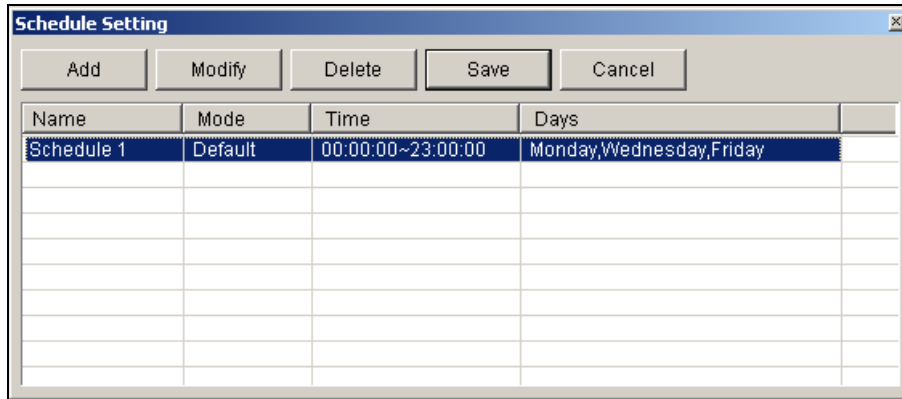 Schedule Setting
Add Modify Delete Save Cancel
Name Mode Time Days
Schedule 1 Default 00:00:00~23:00:00 Monday,Wednesday,Friday